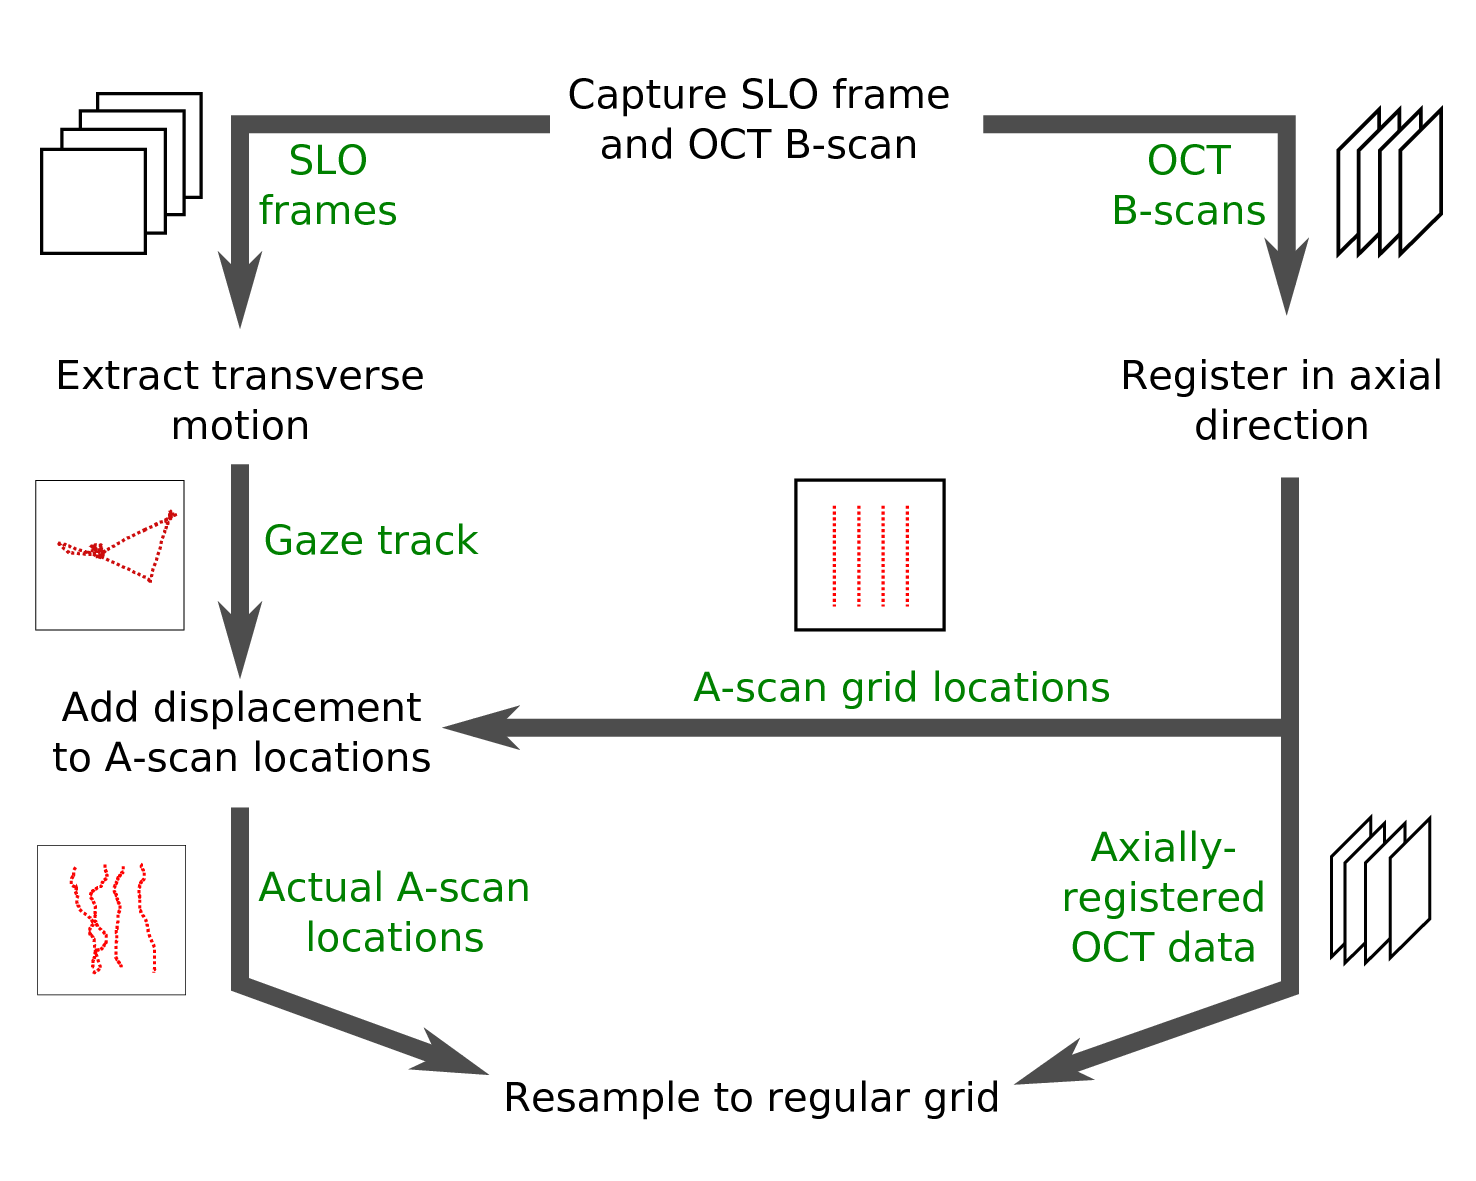 Capture SLO frame
and OCT B-scan
SLO
frames
OCT
B-scans
Extract transverse
motion
Register in axial
direction
Gaze track
A-scan grid locations
Add displacement
to A-scan locations
Actual A-scan
locations
Axially-
registered
OCT data
Resample to regular grid